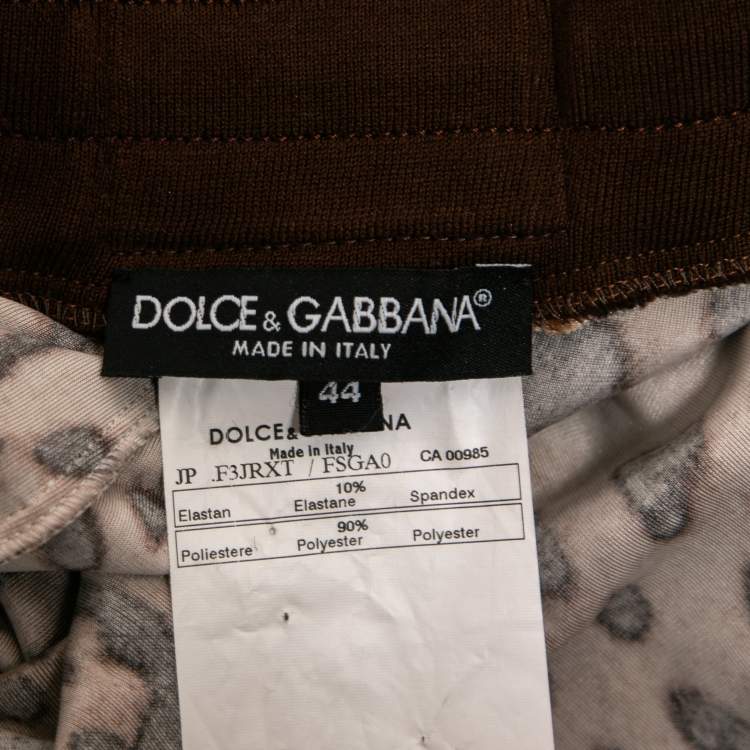 DOLCE & GABBANA®
MADE IN ITALY
44
DOLCE& ANA
Made in Italy
JP .F3JRXT / FSGA0 CA 00985
10%
Elastan Elastane Spandex
90%
Poliestere Polyester Polyester